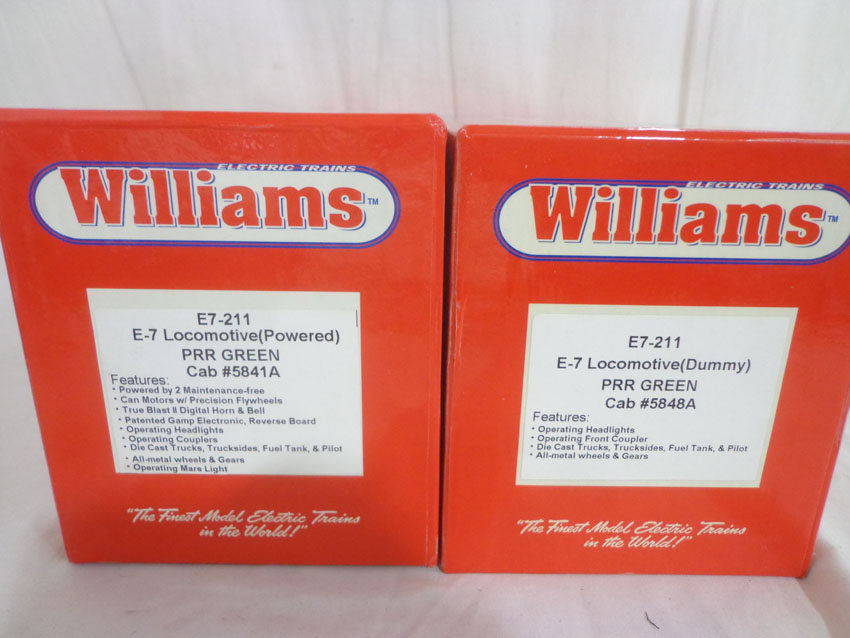 ELECTRIC TRAINS
Williams™
E7-211
E-7 Locomotive(Powered)
PRR GREEN
Cab #5841A
Features:
• Powered by 2 Maintenance-free
• Can Motors w/ Precision Flywheels
• True Blast II Digital Horn & Bell
• Patented Gamp Electronic, Reverse Board
• Operating Headlights
• Operating Couplers
• Die Cast Trucks, Trucksides, Fuel Tank, & Pilot
• All-metal wheels & Gears
• Operating Mars Light
"The Finest Model Electric Trains
in the World!"
ELECTRIC TRAINS
Williams™
E7-211
E-7 Locomotive(Dummy)
PRR GREEN
Cab #5848A
Features:
• Operating Headlights
• Operating Front Coupler
• Die Cast Trucks, Trucksides, Fuel Tank, & Pilot
• All-metal wheels & Gears
"The Finest Model Electric Trains
in the World!"